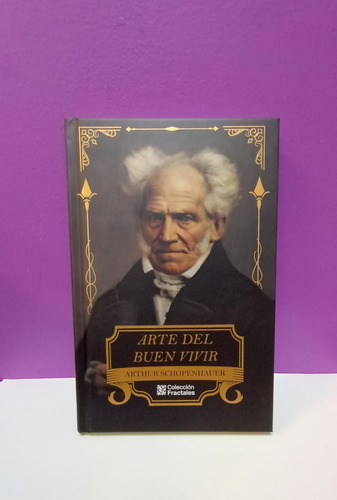 ARTE DEL
BUEN VIVIR
ARTHUR SCHOPENHAUER
Colección
Fractales